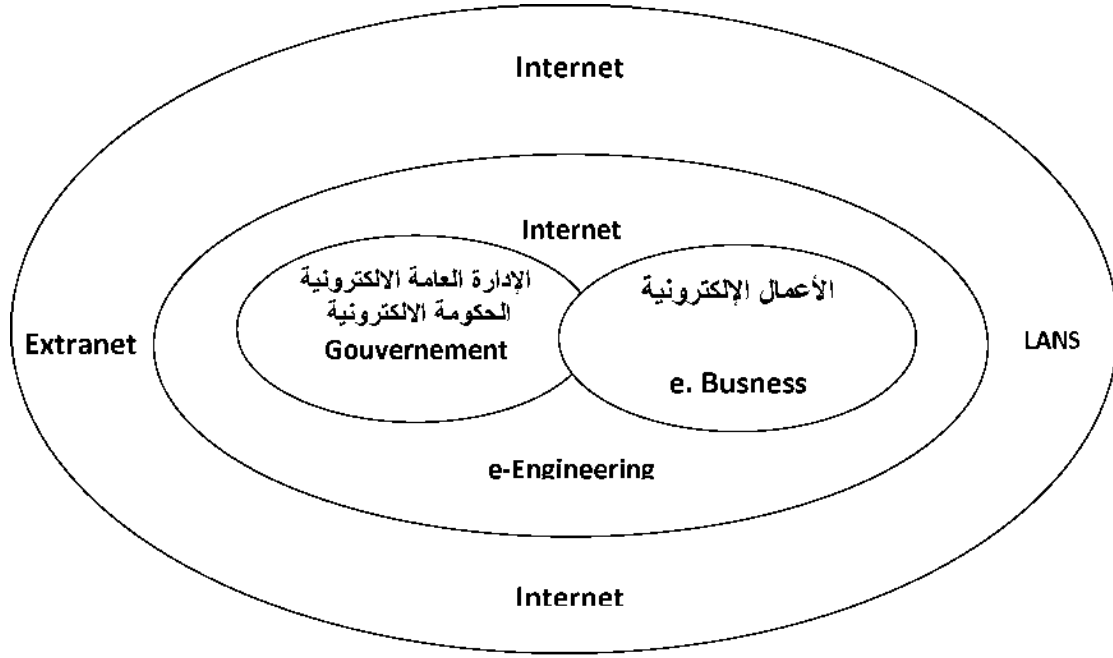 Internet
Internet
الإدارة العامة الالكترونية
الحكومة الالكترونية
Gouvernement
الأعمال الإلكترونية
e. Busness
Extranet
LANS
e-Engineering
Internet